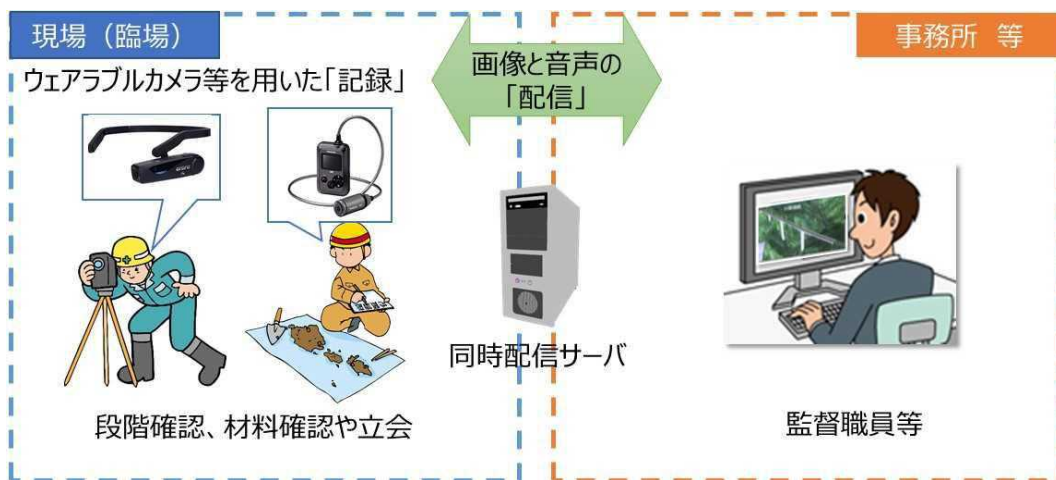 現場（臨場）
ウェアラブルカメラ等を用いた「記録」
画像と音声の
「配信」
事務所 等
同時配信サーバ
段階確認、材料確認や立会
監督職員等